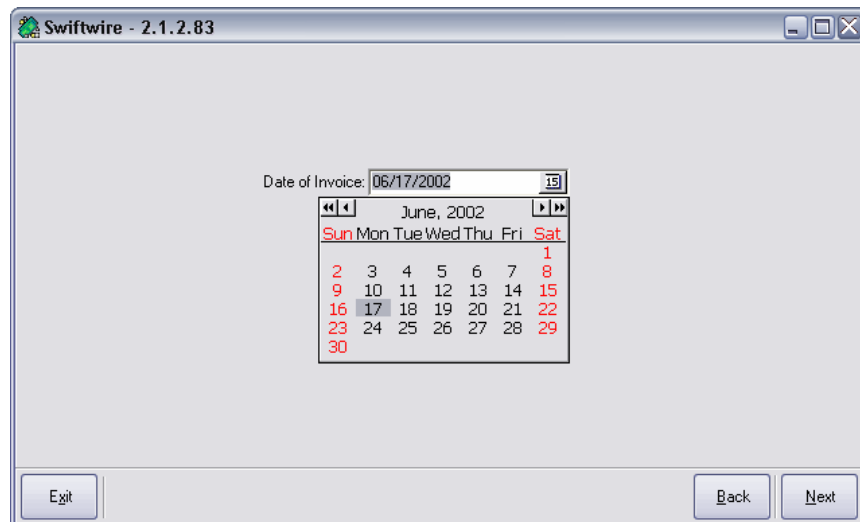 Swiftwire - 2.1.2.83
Date of Invoice: 06/17/2002 15
June, 2002
Sun Mon Tue Wed Thu Fri Sat
1
2 3 4 5 6 7 8
9 10 11 12 13 14 15
16 17 18 19 20 21 22
23 24 25 26 27 28 29
30
Exit Back Next